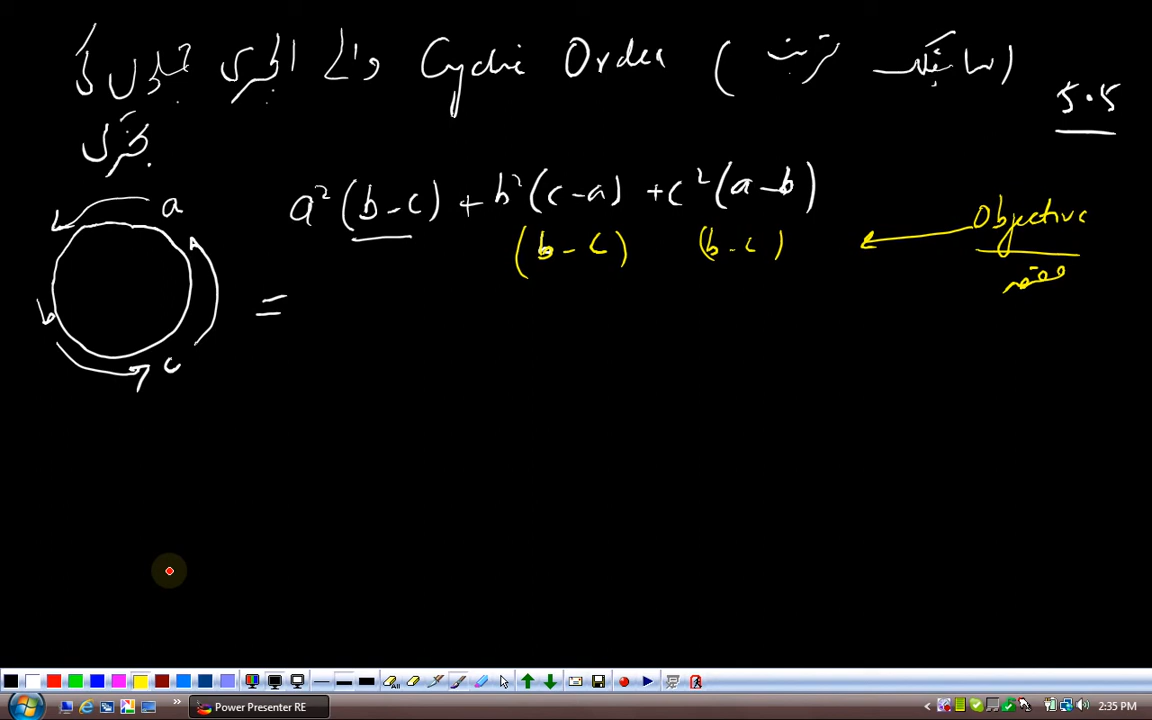 (سائیکلک ترتیب) Cyclic Order والے الجبری جملوں کی
تجزی
5.5
a²(b-c) + b²(c-a) + c²(a-b)
(b-c) (b-c)
Objective
مقصد
a
b
c
=
Power Presenter RE
2:35 PM